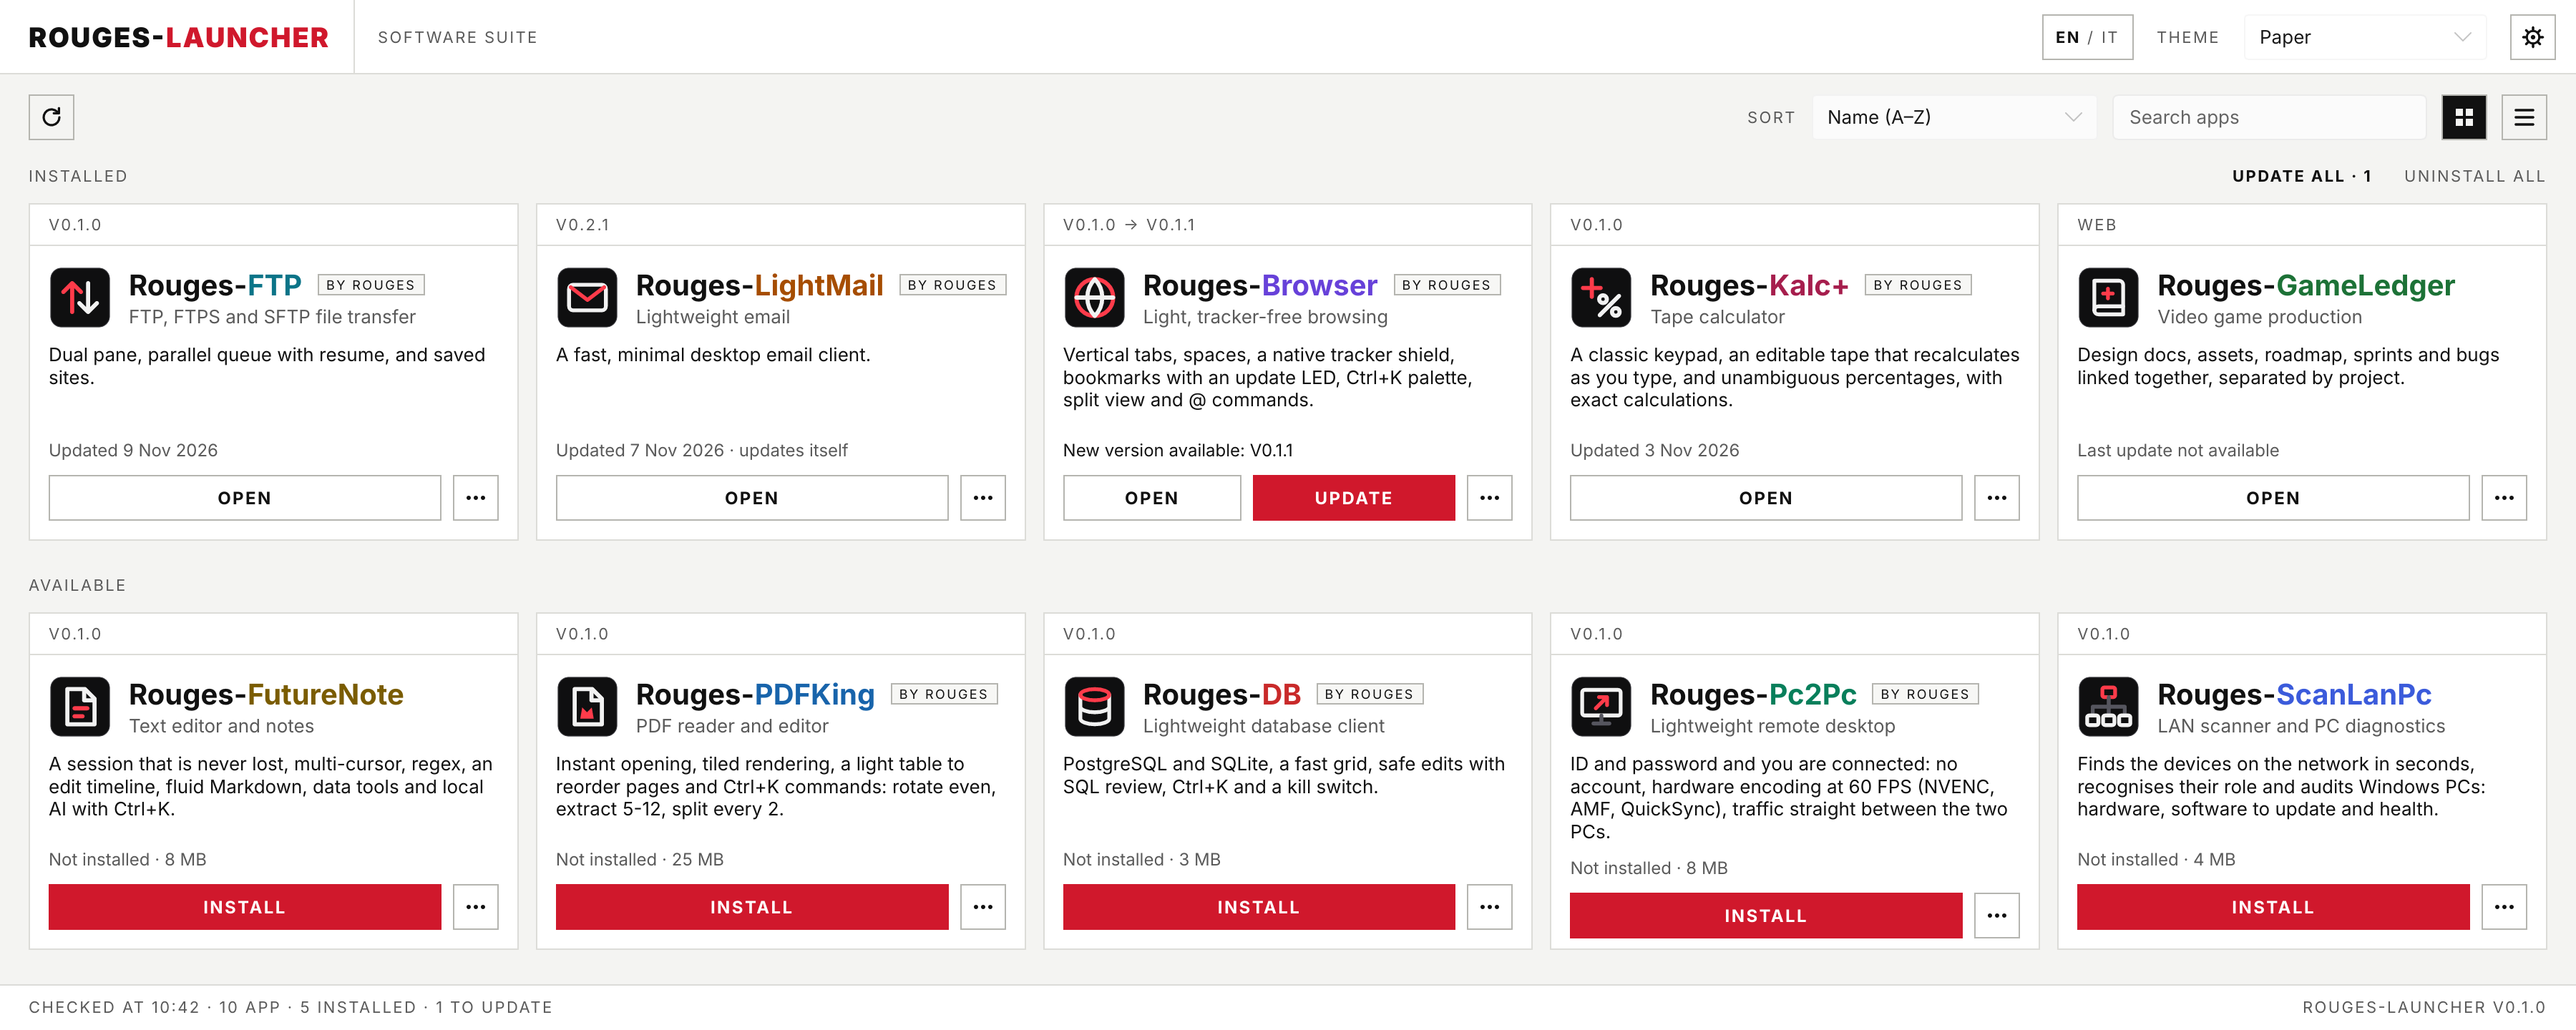 ROUGES-LAUNCHER
SOFTWARE SUITE
EN / IT
THEME
Paper
SORT
Name (A–Z)
Search apps
INSTALLED
UPDATE ALL · 1
UNINSTALL ALL
V0.1.0
Rouges-FTP
BY ROUGES
FTP, FTPS and SFTP file transfer
Dual pane, parallel queue with resume, and saved
sites.
Updated 9 Nov 2026
OPEN
V0.2.1
Rouges-LightMail
BY ROUGES
Lightweight email
A fast, minimal desktop email client.
Updated 7 Nov 2026 · updates itself
OPEN
V0.1.0 → V0.1.1
Rouges-Browser
BY ROUGES
Light, tracker-free browsing
Vertical tabs, spaces, a native tracker shield,
bookmarks with an update LED, Ctrl+K palette,
split view and @ commands.
New version available: V0.1.1
OPEN
UPDATE
V0.1.0
Rouges-Kalc+
BY ROUGES
Tape calculator
A classic keypad, an editable tape that recalculates
as you type, and unambiguous percentages, with
exact calculations.
Updated 3 Nov 2026
OPEN
WEB
Rouges-GameLedger
Video game production
Design docs, assets, roadmap, sprints and bugs
linked together, separated by project.
Last update not available
OPEN
AVAILABLE
V0.1.0
Rouges-FutureNote
Text editor and notes
A session that is never lost, multi-cursor, regex, an
edit timeline, fluid Markdown, data tools and local
AI with Ctrl+K.
Not installed · 8 MB
INSTALL
V0.1.0
Rouges-PDFKing
BY ROUGES
PDF reader and editor
Instant opening, tiled rendering, a light table to
reorder pages and Ctrl+K commands: rotate even,
extract 5-12, split every 2.
Not installed · 25 MB
INSTALL
V0.1.0
Rouges-DB
BY ROUGES
Lightweight database client
PostgreSQL and SQLite, a fast grid, safe edits with
SQL review, Ctrl+K and a kill switch.
Not installed · 3 MB
INSTALL
V0.1.0
Rouges-Pc2Pc
BY ROUGES
Lightweight remote desktop
ID and password and you are connected: no
account, hardware encoding at 60 FPS (NVENC,
AMF, QuickSync), traffic straight between the two
PCs.
Not installed · 8 MB
INSTALL
V0.1.0
Rouges-ScanLanPc
LAN scanner and PC diagnostics
Finds the devices on the network in seconds,
recognises their role and audits Windows PCs:
hardware, software to update and health.
Not installed · 4 MB
INSTALL
CHECKED AT 10:42 · 10 APP · 5 INSTALLED · 1 TO UPDATE
ROUGES-LAUNCHER V0.1.0